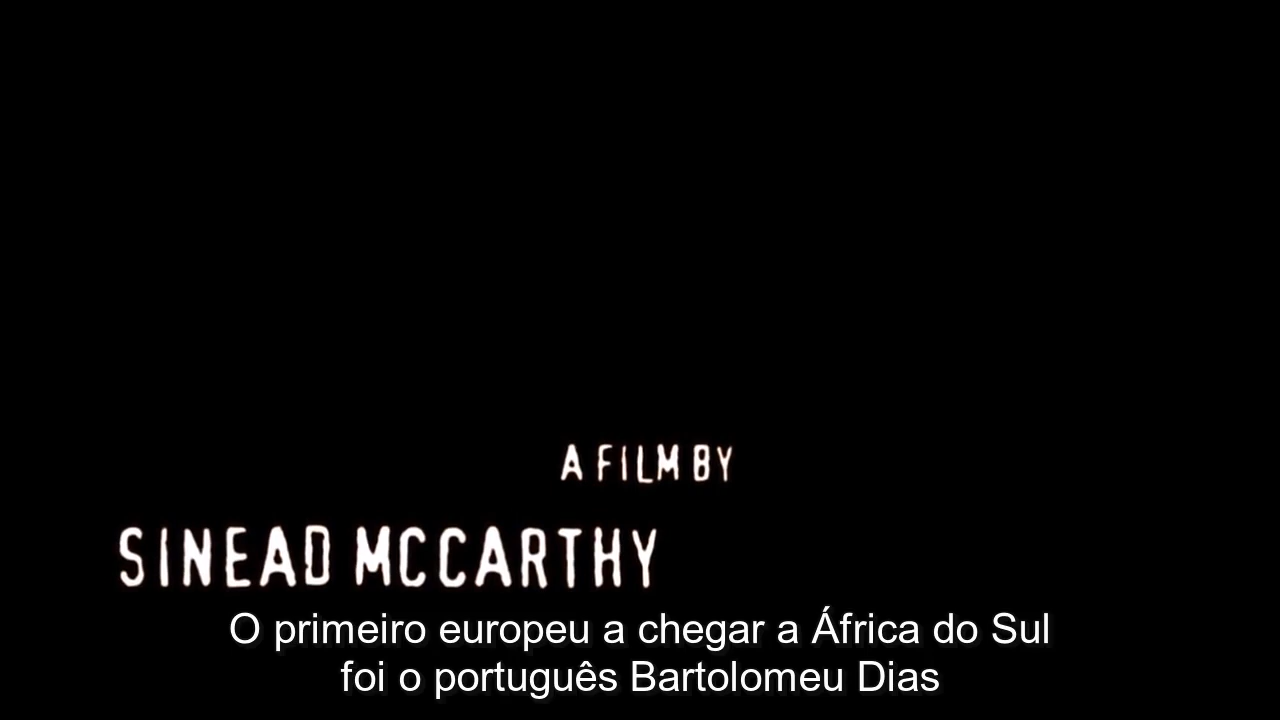 A FILM BY
SINEAD MCCARTHY
O primeiro europeu a chegar a África do Sul
foi o português Bartolomeu Dias